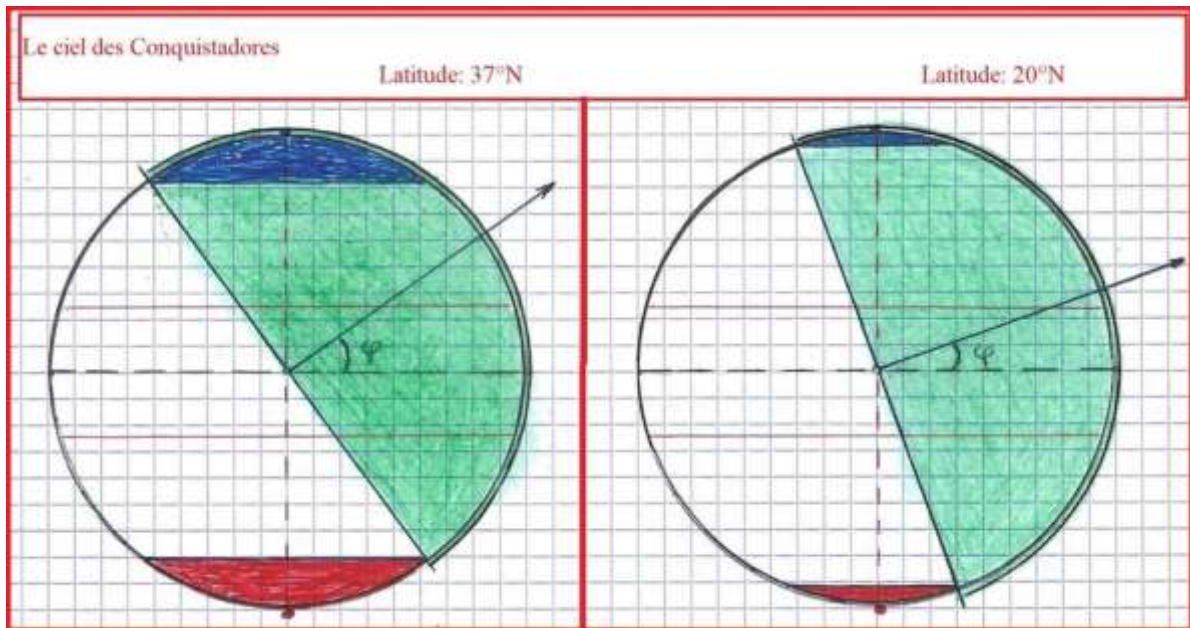 Le ciel des Conquistadores
Latitude: 37°N
Latitude: 20°N
φ
φ